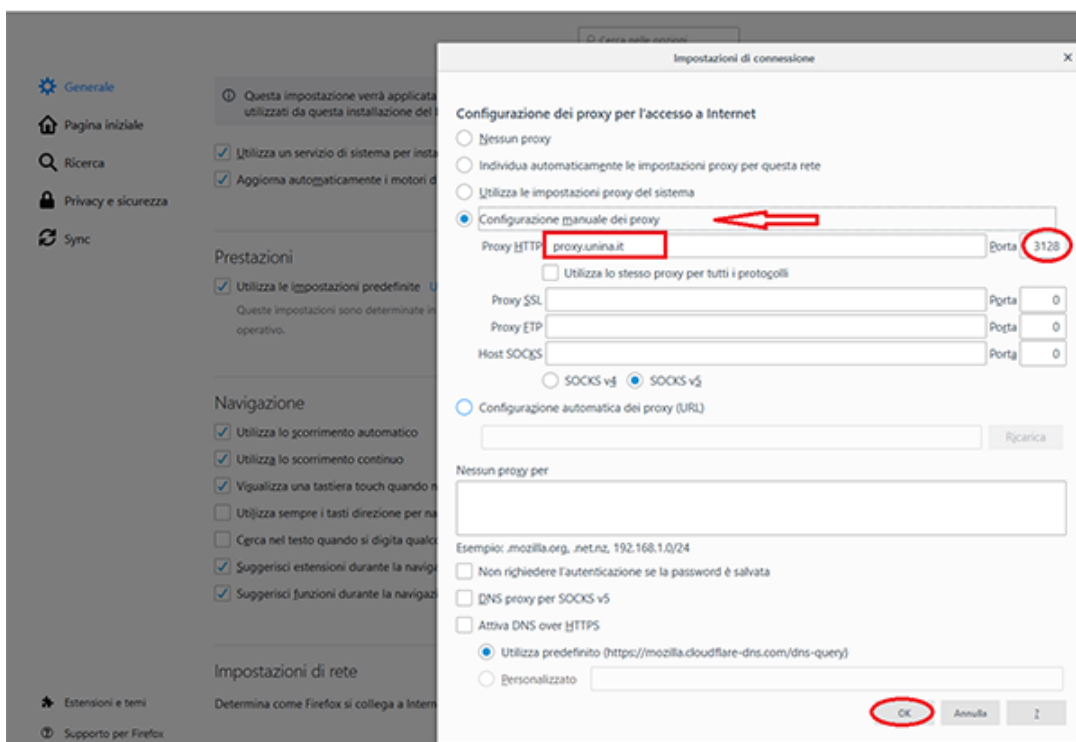 Cerca nelle opzioni
Generale
Pagina iniziale
Ricerca
Privacy e sicurezza
Sync
Questa impostazione verrà applicata
utilizzati da questa installazione del
Utilizza un servizio di sistema per insta
Aggiorna automaticamente i motori d
Prestazioni
Utilizza le impostazioni predefinite U
Queste impostazioni sono determinate in
operativo.
Navigazione
Utilizza lo scorrimento automatico
Utilizza lo scorrimento continuo
Visualizza una tastiera touch quando n
Utilizza sempre i tasti direzione per na
Cerca nel testo quando si digita qualco
Suggerisci estensioni durante la naviga
Suggerisci funzioni durante la navigazi
Impostazioni di rete
Determina come Firefox si collega a Intern
Estensioni e temi
Supporto per Firefox
Impostazioni di connessione
Configurazione dei proxy per l'accesso a Internet
Nessun proxy
Individua automaticamente le impostazioni proxy per questa rete
Utilizza le impostazioni proxy del sistema
Configurazione manuale dei proxy
Proxy HTTP proxy.unina.it Porta 3128
Utilizza lo stesso proxy per tutti i protocolli
Proxy SSL Porta 0
Proxy FTP Porta 0
Host SOCKS Porta 0
SOCKS v4 SOCKS v5
Configurazione automatica dei proxy (URL)
Ricarica
Nessun proxy per
Esempio: .mozilla.org, .net.nz, 192.168.1.0/24
Non richiedere l'autenticazione se la password è salvata
DNS proxy per SOCKS v5
Attiva DNS over HTTPS
Utilizza predefinito (https://mozilla.cloudflare-dns.com/dns-query)
Personalizzato
OK Annulla ?